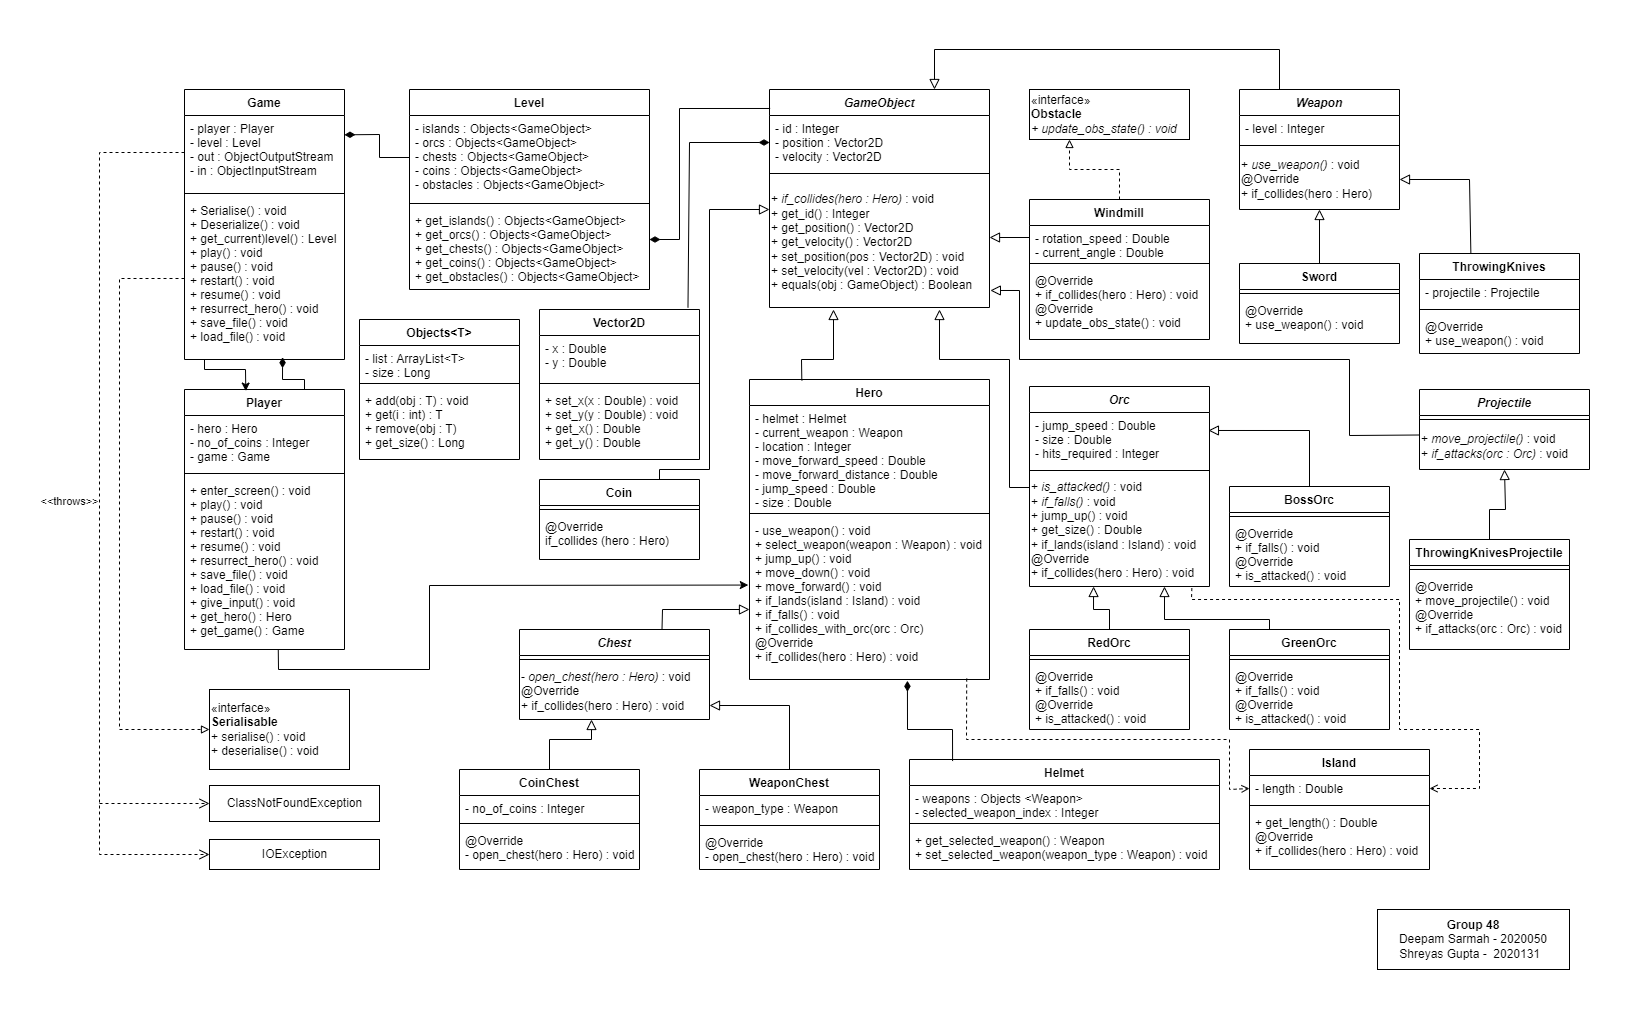 Game
- player : Player
- level : Level
- out : ObjectOutputStream
- in : ObjectInputStream
+ Serialise() : void
+ Deserialize() : void
+ get_current)level() : Level
+ play() : void
+ pause() : void
+ restart() : void
+ resume() : void
+ resurrect_hero() : void
+ save_file() : void
+ load_file() : void
Level
- islands : Objects<GameObject>
- orcs : Objects<GameObject>
- chests : Objects<GameObject>
- coins : Objects<GameObject>
- obstacles : Objects<GameObject>
+ get_islands() : Objects<GameObject>
+ get_orcs() : Objects<GameObject>
+ get_chests() : Objects<GameObject>
+ get_coins() : Objects<GameObject>
+ get_obstacles() : Objects<GameObject>
GameObject
- id : Integer
- position : Vector2D
- velocity : Vector2D
+ if_collides(hero : Hero) : void
+ get_id() : Integer
+ get_position() : Vector2D
+ get_velocity() : Vector2D
+ set_position(pos : Vector2D) : void
+ set_velocity(vel : Vector2D) : void
+ equals(obj : GameObject) : Boolean
«interface»
Obstacle
+ update_obs_state() : void
Weapon
- level : Integer
+ use_weapon() : void
@Override
+ if_collides(hero : Hero)
Windmill
- rotation_speed : Double
- current_angle : Double
@Override
+ if_collides(hero : Hero) : void
@Override
+ update_obs_state() : void
Sword
@Override
+ use_weapon() : void
ThrowingKnives
- projectile : Projectile
@Override
+ use_weapon() : void
Objects<T>
- list : ArrayList<T>
- size : Long
+ add(obj : T) : void
+ get(i : int) : T
+ remove(obj : T)
+ get_size() : Long
Vector2D
- x : Double
- y : Double
+ set_x(x : Double) : void
+ set_y(y : Double) : void
+ get_x() : Double
+ get_y() : Double
Player
- hero : Hero
- no_of_coins : Integer
- game : Game
+ enter_screen() : void
+ play() : void
+ pause() : void
+ restart() : void
+ resume() : void
+ resurrect_hero() : void
+ save_file() : void
+ load_file() : void
+ give_input() : void
+ get_hero() : Hero
+ get_game() : Game
<<throws>>
Coin
@Override
if_collides (hero : Hero)
Hero
- helmet : Helmet
- current_weapon : Weapon
- location : Integer
- move_forward_speed : Double
- move_forward_distance : Double
- jump_speed : Double
- size : Double
- use_weapon() : void
+ select_weapon(weapon : Weapon) : void
+ jump_up() : void
+ move_down() : void
+ move_forward() : void
+ if_lands(island : Island) : void
+ if_falls() : void
+ if_collides_with_orc(orc : Orc)
@Override
+ if_collides(hero : Hero) : void
Orc
- jump_speed : Double
- size : Double
- hits_required : Integer
+ is_attacked() : void
+ if_falls() : void
+ jump_up() : void
+ get_size() : Double
+ if_lands(island : Island) : void
@Override
+ if_collides(hero : Hero) : void
BossOrc
@Override
+ if_falls() : void
@Override
+ is_attacked() : void
Projectile
+ move_projectile() : void
+ if_attacks(orc : Orc) : void
ThrowingKnivesProjectile
@Override
+ move_projectile() : void
@Override
+ if_attacks(orc : Orc) : void
Chest
- open_chest(hero : Hero) : void
@Override
+ if_collides(hero : Hero) : void
RedOrc
@Override
+ if_falls() : void
@Override
+ is_attacked() : void
GreenOrc
@Override
+ if_falls() : void
@Override
+ is_attacked() : void
«interface»
Serialisable
+ serialise() : void
+ deserialise() : void
ClassNotFoundException
IOException
CoinChest
- no_of_coins : Integer
@Override
- open_chest(hero : Hero) : void
WeaponChest
- weapon_type : Weapon
@Override
- open_chest(hero : Hero) : void
Helmet
- weapons : Objects <Weapon>
- selected_weapon_index : Integer
+ get_selected_weapon() : Weapon
+ set_selected_weapon(weapon_type : Weapon) : void
Island
- length : Double
+ get_length() : Double
@Override
+ if_collides(hero : Hero) : void
Group 48
Deepam Sarmah - 2020050
Shreyas Gupta - 2020131